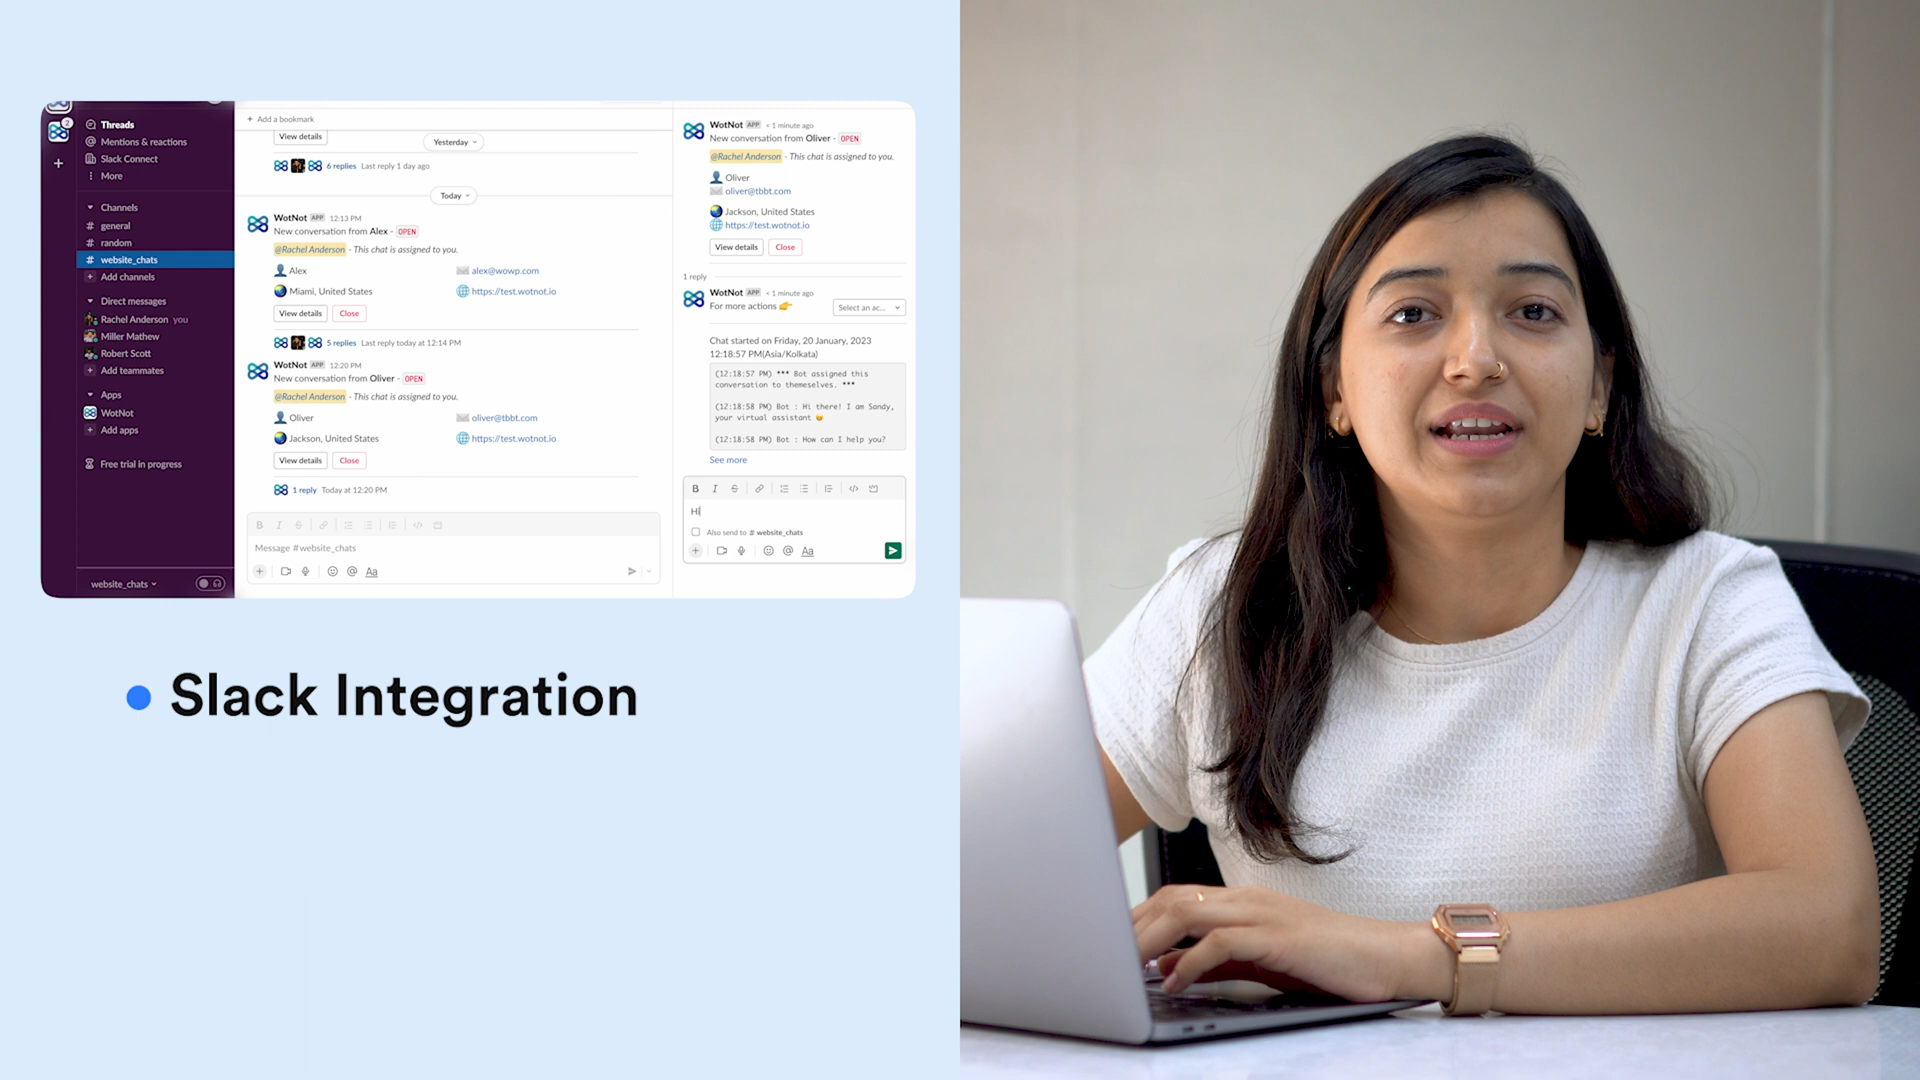 2
Threads
Mentions & reactions
Slack Connect
More
Channels
# general
# random
# website_chats
+ Add channels
Direct messages
Rachel Anderson you
Miller Mathew
Robert Scott
+ Add teammates
Apps
WotNot
+ Add apps
Free trial in progress
website_chats
+ Add a bookmark
View details
Yesterday
6 replies Last reply 1 day ago
Today
WotNot APP 12:13 PM
New conversation from Alex - OPEN
@Rachel Anderson - This chat is assigned to you.
Alex alex@wowp.com
Miami, United States https://test.wotnot.io
View details Close
5 replies Last reply today at 12:14 PM
WotNot APP 12:20 PM
New conversation from Oliver - OPEN
@Rachel Anderson - This chat is assigned to you.
Oliver oliver@tbbt.com
Jackson, United States https://test.wotnot.io
View details Close
1 reply Today at 12:20 PM
B I S
Message #website_chats
+ @ Aa
WotNot APP < 1 minute ago
New conversation from Oliver - OPEN
@Rachel Anderson - This chat is assigned to you.
Oliver
oliver@tbbt.com
Jackson, United States
https://test.wotnot.io
View details Close
1 reply
WotNot APP < 1 minute ago
For more actions 👉 Select an ac...
Chat started on Friday, 20 January, 2023
12:18:57 PM(Asia/Kolkata)
(12:18:57 PM) *** Bot assigned this
conversation to themeselves. ***
(12:18:58 PM) Bot : Hi there! I am Sandy,
your virtual assistant 😄
(12:18:58 PM) Bot : How can I help you?
See more
B I S
Hi
Also send to # website_chats
+ @ Aa
Slack Integration